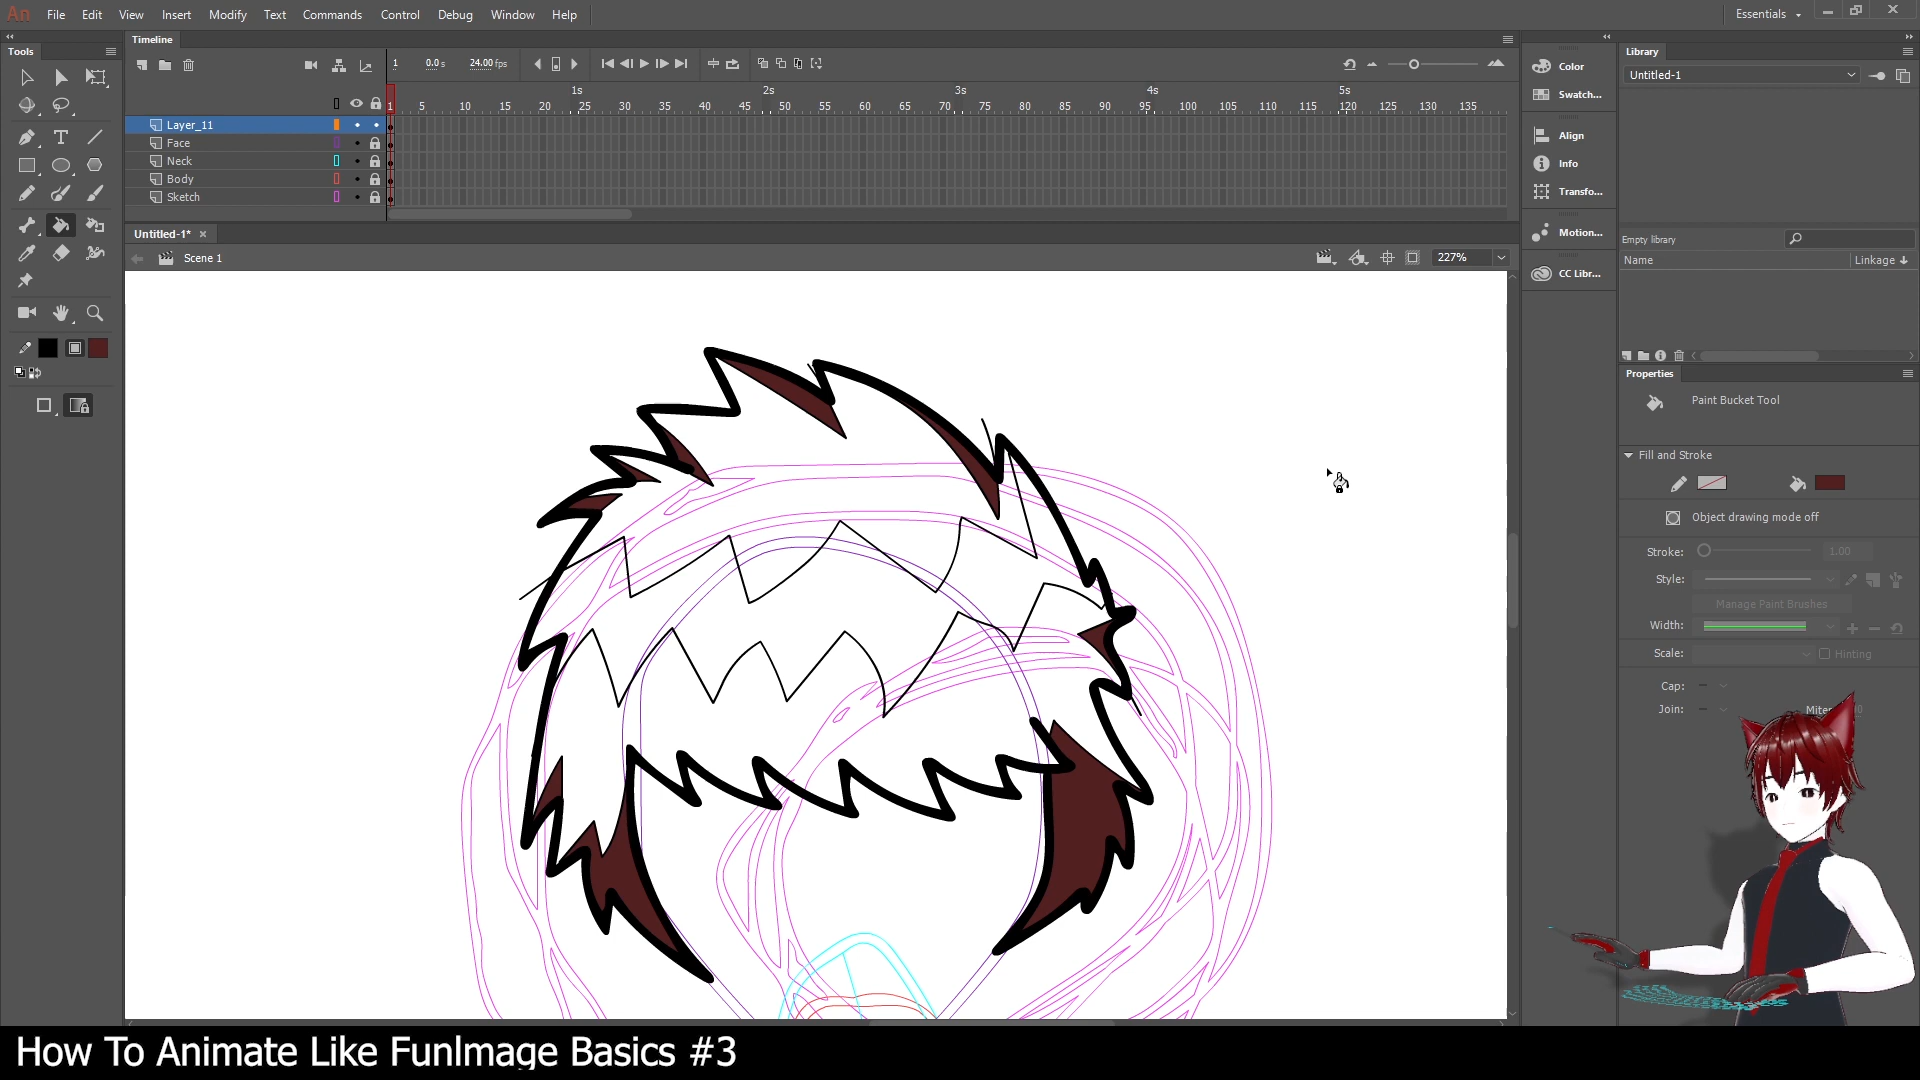 An File Edit View Insert Modify Text Commands Control Debug Window Help Essentials
Tools Timeline Library
1 0.0 s 24.00 fps
Color
Untitled-1
Swatch...
1s 2s 3s 4s 5s
1 5 10 15 20 25 30 35 40 45 50 55 60 65 70 75 80 85 90 95 100 105 110 115 120 125 130 135
Layer_11
Face
Neck
Body
Sketch
Align
Info
Transfo...
Motion...
CC Libr...
Untitled-1*
Scene 1
227%
Empty library
Name Linkage
Properties
Paint Bucket Tool
Fill and Stroke
Object drawing mode off
Stroke: 1.00
Style:
Manage Paint Brushes
Width:
Scale: Hinting
Cap:
Join:
How To Animate Like FunImage Basics #3